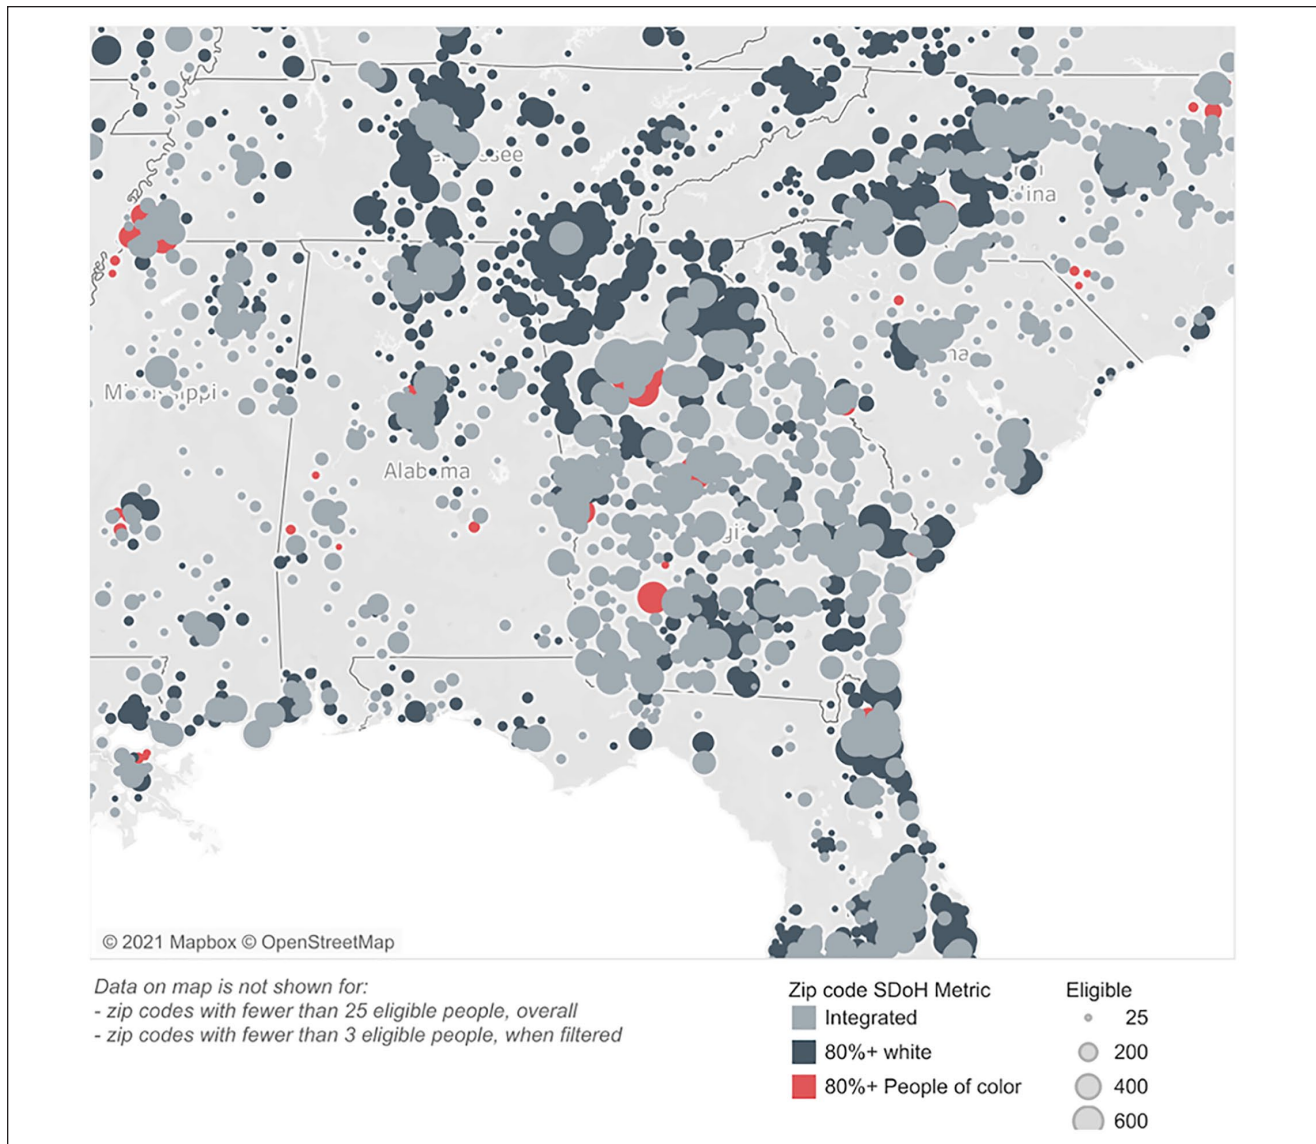 Alabama
© 2021 Mapbox © OpenStreetMap
Data on map is not shown for:
- zip codes with fewer than 25 eligible people, overall
- zip codes with fewer than 3 eligible people, when filtered
Zip code SDoH Metric
Integrated
80%+ white
80%+ People of color
Eligible
25
200
400
600